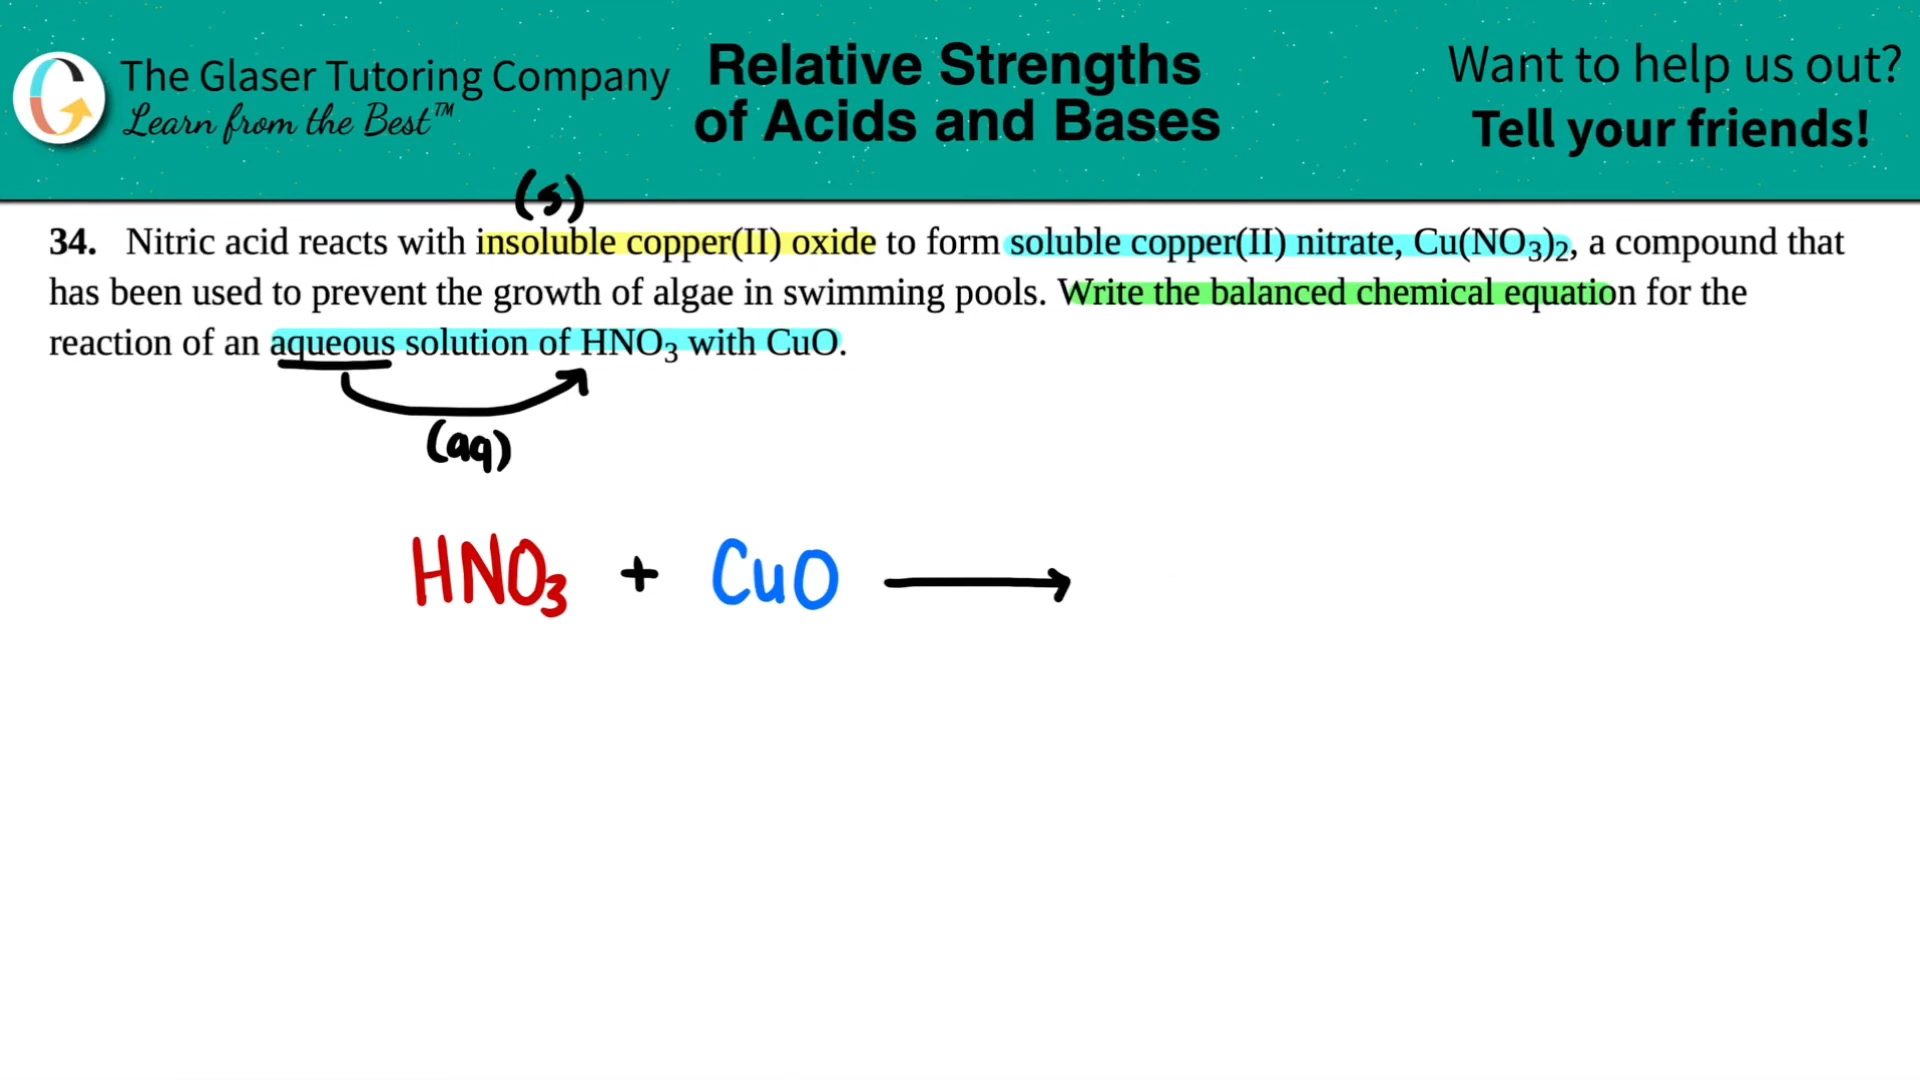 The Glaser Tutoring Company
Learn from the Best™
Relative Strengths
of Acids and Bases
Want to help us out?
Tell your friends!
(s)
34. Nitric acid reacts with insoluble copper(II) oxide to form soluble copper(II) nitrate, Cu(NO₃)₂, a compound that
has been used to prevent the growth of algae in swimming pools. Write the balanced chemical equation for the
reaction of an aqueous solution of HNO₃ with CuO.
(aq)
HNO₃ + CuO →